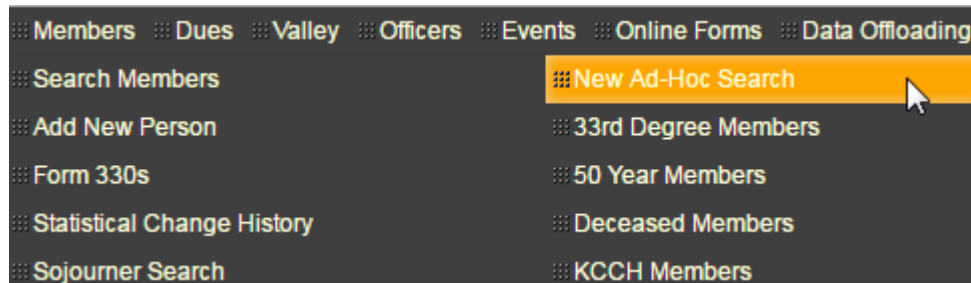 Members Dues Valley Officers Events Online Forms Data Offloading
Search Members
New Ad-Hoc Search
Add New Person
33rd Degree Members
Form 330s
50 Year Members
Statistical Change History
Deceased Members
Sojourner Search
KCCH Members